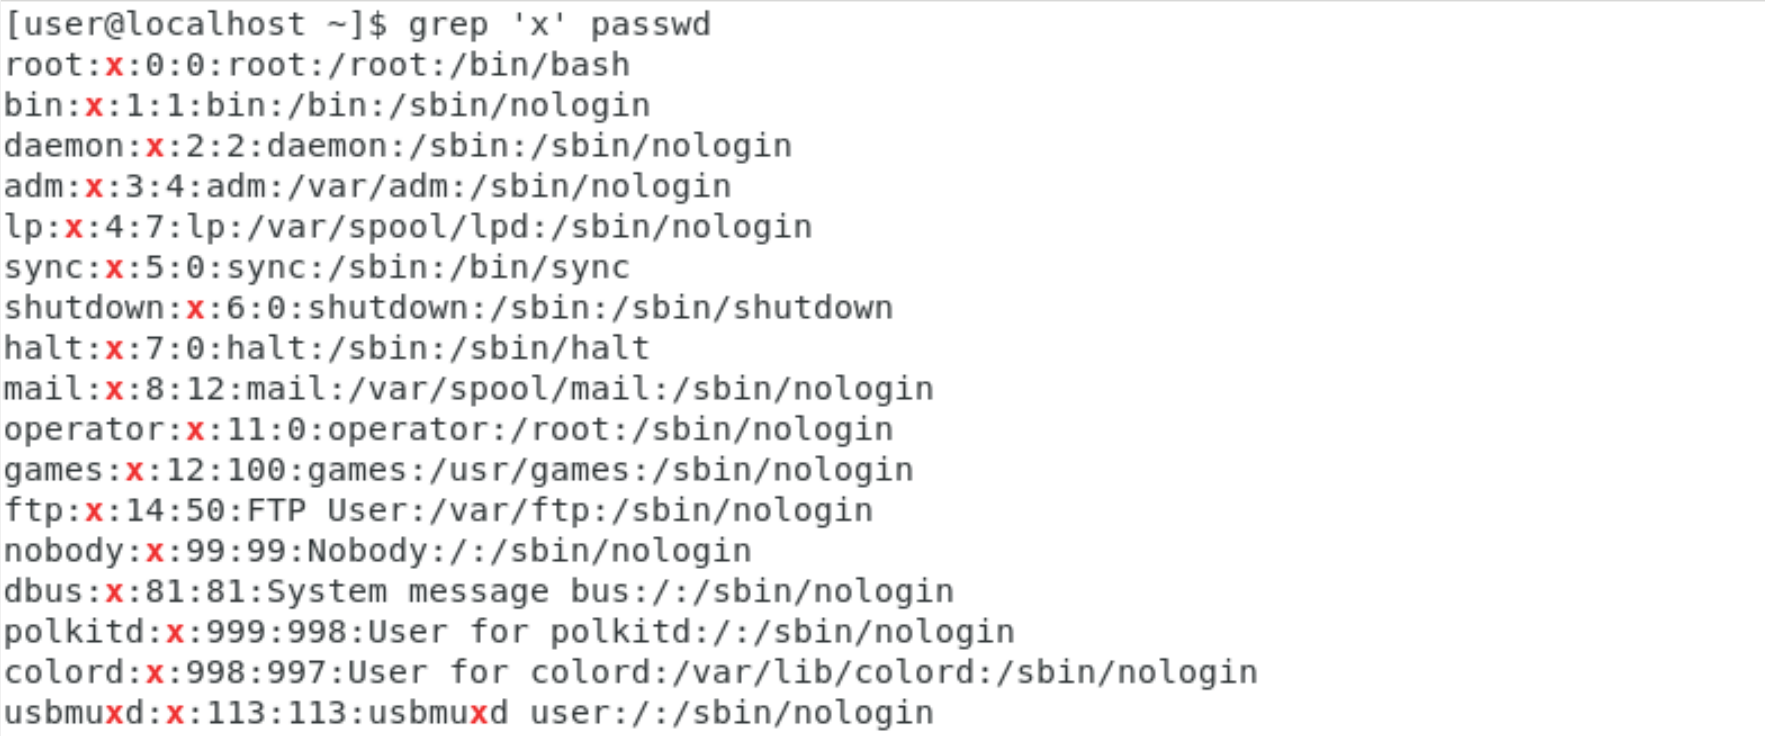 [user@localhost ~]$ grep 'x' passwd
root:x:0:0:root:/root:/bin/bash
bin:x:1:1:bin:/bin:/sbin/nologin
daemon:x:2:2:daemon:/sbin:/sbin/nologin
adm:x:3:4:adm:/var/adm:/sbin/nologin
lp:x:4:7:lp:/var/spool/lpd:/sbin/nologin
sync:x:5:0:sync:/sbin:/bin/sync
shutdown:x:6:0:shutdown:/sbin:/sbin/shutdown
halt:x:7:0:halt:/sbin:/sbin/halt
mail:x:8:12:mail:/var/spool/mail:/sbin/nologin
operator:x:11:0:operator:/root:/sbin/nologin
games:x:12:100:games:/usr/games:/sbin/nologin
ftp:x:14:50:FTP User:/var/ftp:/sbin/nologin
nobody:x:99:99:Nobody:/:/sbin/nologin
dbus:x:81:81:System message bus:/:/sbin/nologin
polkitd:x:999:998:User for polkitd:/:/sbin/nologin
colord:x:998:997:User for colord:/var/lib/colord:/sbin/nologin
usbmuxd:x:113:113:usbmuxd user:/:/sbin/nologin